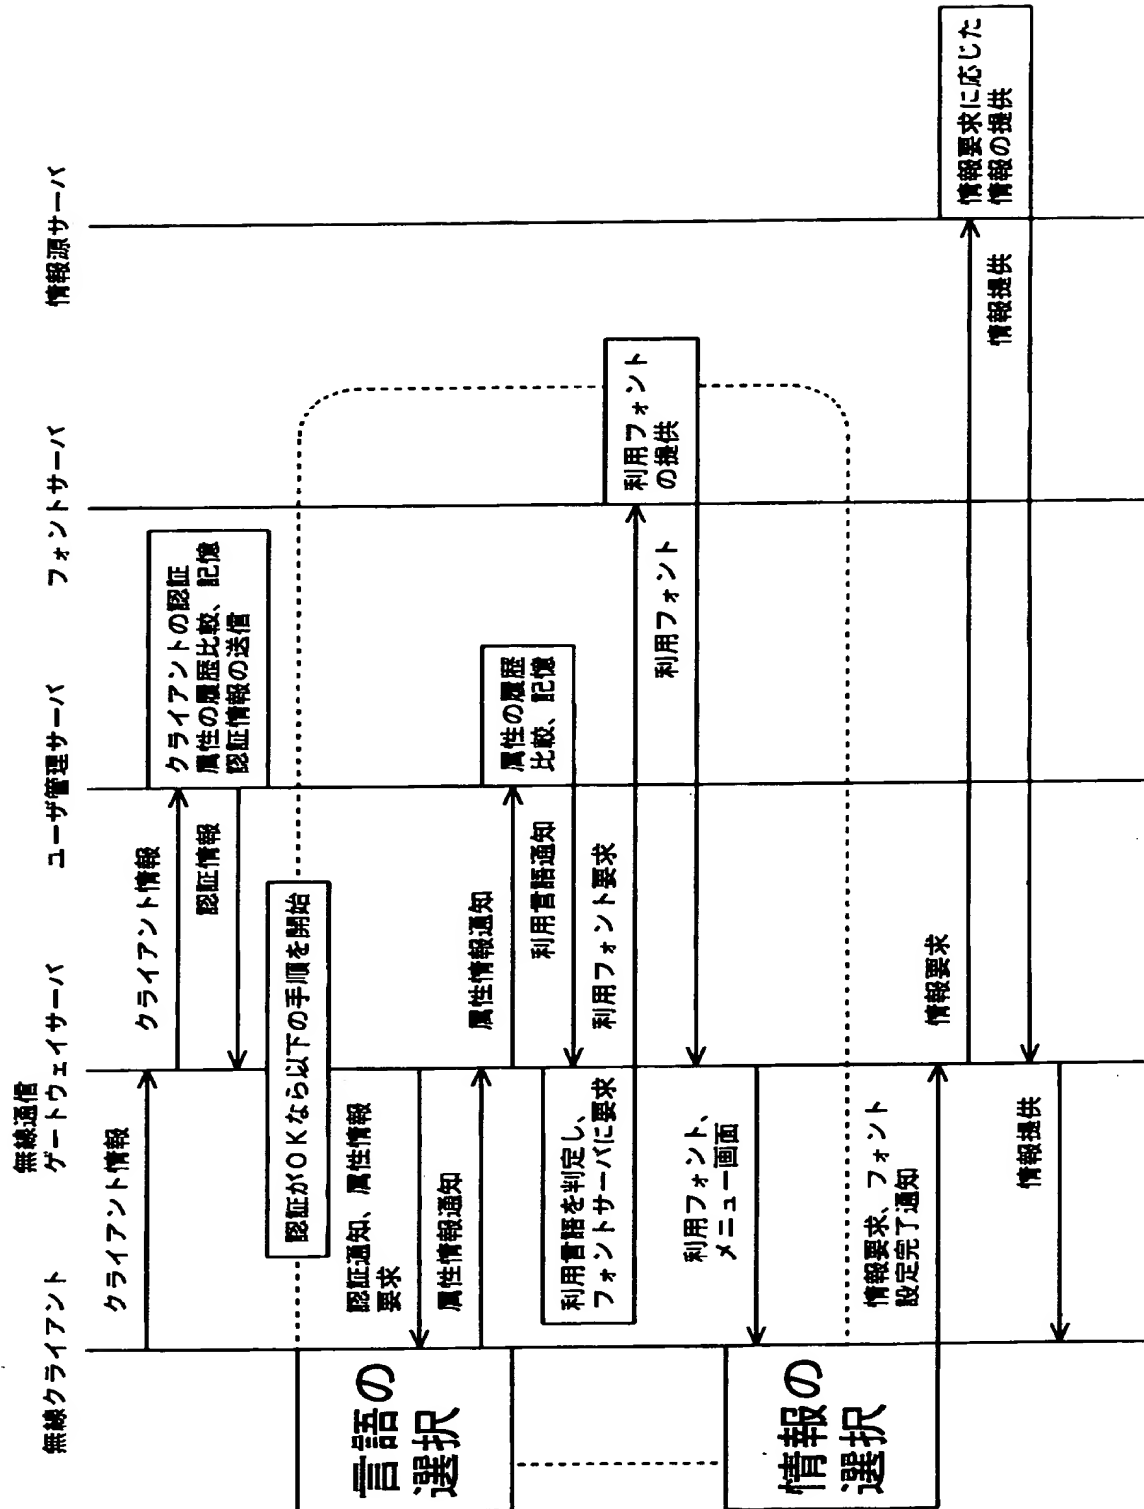 無線クライアント
無線通信
ゲートウェイサーバ
ユーザ管理サーバ
フォントサーバ
情報源サーバ
クライアント情報
クライアント情報
クライアントの認証
属性の履歴比較、記憶
認証情報の送信
認証情報
認証がOKなら以下の手順を開始
言語の
選択
認証通知、属性情報
要求
属性情報通知
属性情報通知
属性の履歴
比較、記憶
利用言語通知
利用言語を判定し、
フォントサーバに要求
利用フォント要求
利用フォント
の提供
利用フォント
利用フォント、
メニュー画面
情報の
選択
情報要求、フォント
設定完了通知
情報要求
情報要求に応じた
情報の提供
情報提供
情報提供